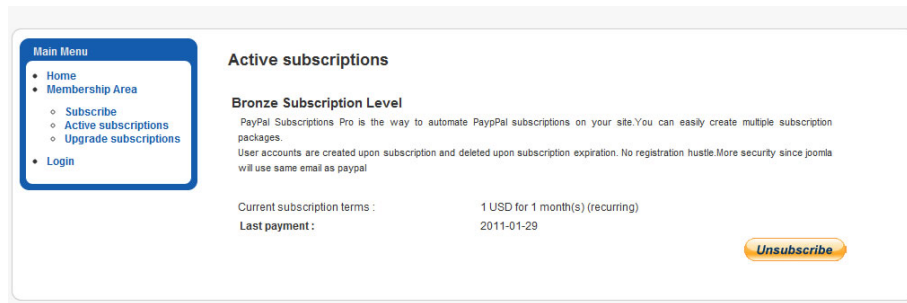 Main Menu
Home
Membership Area
Subscribe
Active subscriptions
Upgrade subscriptions
Login
Active subscriptions
Bronze Subscription Level
PayPal Subscriptions Pro is the way to automate PaypPal subscriptions on your site.You can easily create multiple subscription
packages.
User accounts are created upon subscription and deleted upon subscription expiration. No registration hustle.More security since joomla
will use same email as paypal
Current subscription terms : 1 USD for 1 month(s) (recurring)
Last payment : 2011-01-29
Unsubscribe